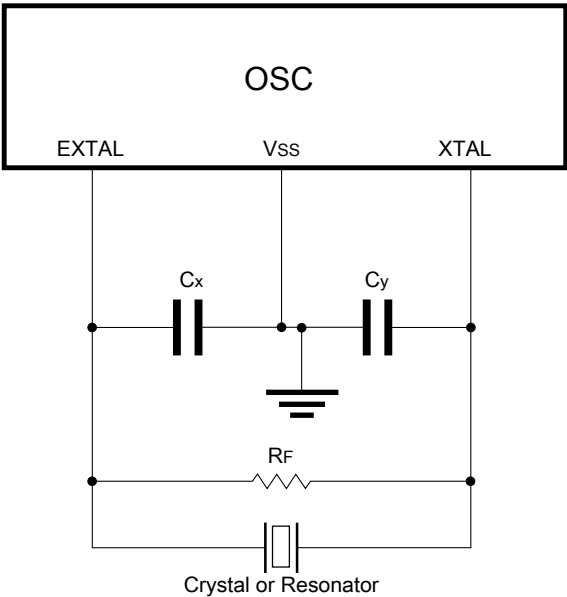 OSC
EXTAL VSS XTAL
Cx Cy
RF
Crystal or Resonator